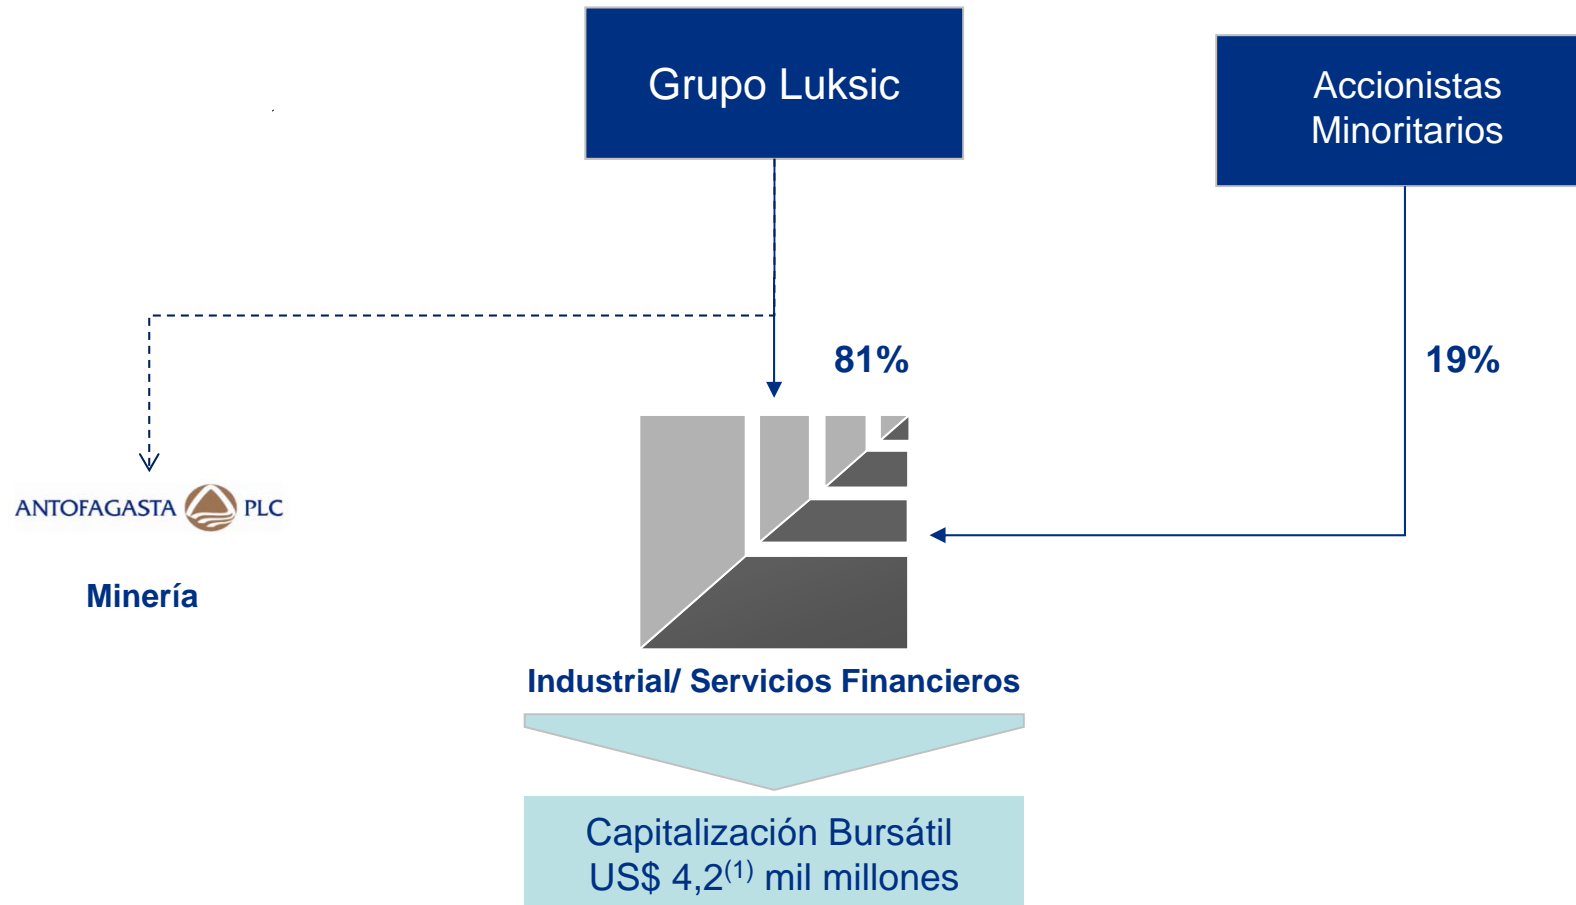 Grupo Luksic
Accionistas
Minoritarios
81%
19%
ANTOFAGASTA PLC
Minería
Industrial/ Servicios Financieros
Capitalización Bursátil
US$ 4,2(1) mil millones